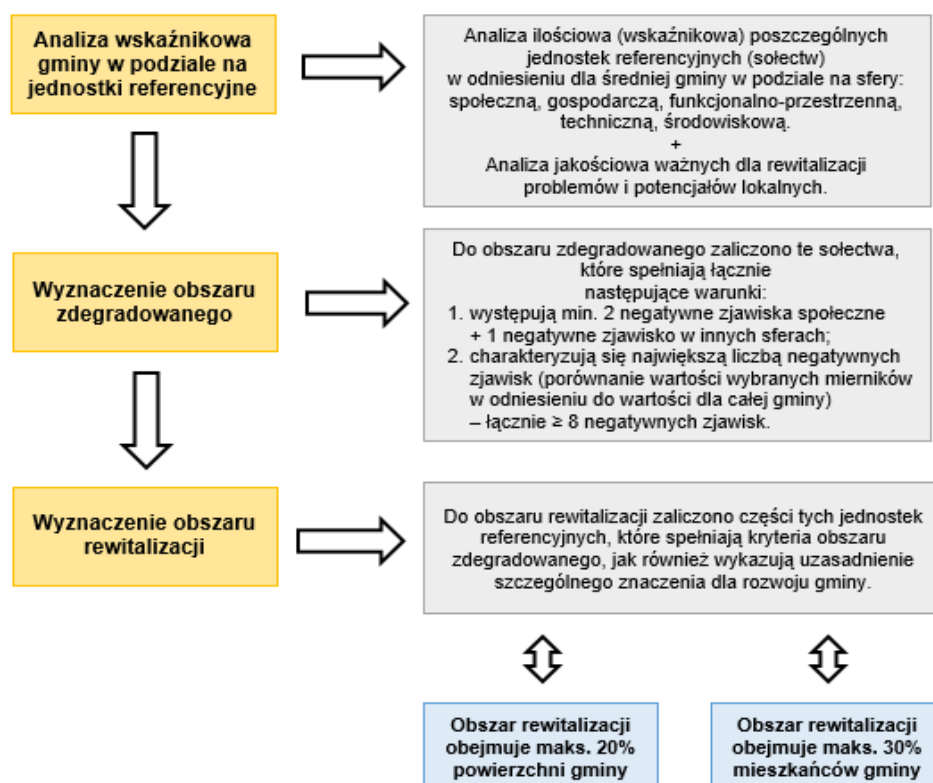 Analiza wskaźnikowa
gminy w podziale na
jednostki referencyjne
Analiza ilościowa (wskaźnikowa) poszczególnych
jednostek referencyjnych (sołectw)
w odniesieniu dla średniej gminy w podziale na sfery:
społeczną, gospodarczą, funkcjonalno-przestrzenną,
techniczną, środowiskową.
+
Analiza jakościowa ważnych dla rewitalizacji
problemów i potencjałów lokalnych.
Wyznaczenie obszaru
zdegradowanego
Do obszaru zdegradowanego zaliczono te sołectwa,
które spełniają łącznie
następujące warunki:
1. występują min. 2 negatywne zjawiska społeczne
+ 1 negatywne zjawisko w innych sferach;
2. charakteryzują się największą liczbą negatywnych
zjawisk (porównanie wartości wybranych mierników
w odniesieniu do wartości dla całej gminy)
– łącznie ≥ 8 negatywnych zjawisk.
Wyznaczenie obszaru
rewitalizacji
Do obszaru rewitalizacji zaliczono części tych jednostek
referencyjnych, które spełniają kryteria obszaru
zdegradowanego, jak również wykazują uzasadnienie
szczególnego znaczenia dla rozwoju gminy.
Obszar rewitalizacji
obejmuje maks. 20%
powierzchni gminy
Obszar rewitalizacji
obejmuje maks. 30%
mieszkańców gminy